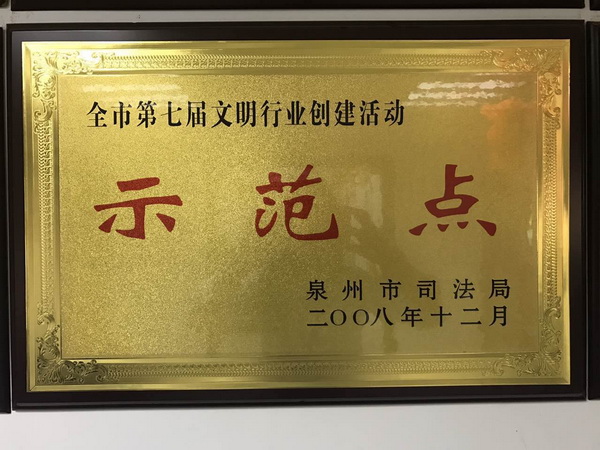 全市第七届文明行业创建活动
示范点
泉州市司法局
二〇〇八年十二月